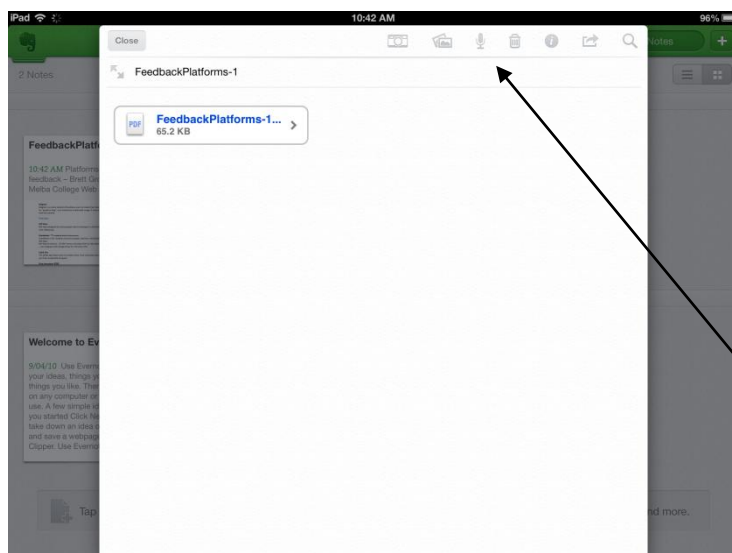 iPad 10:42 AM 96%
Close
Notes
2 Notes
FeedbackPlatforms-1
PDF FeedbackPlatforms-1...
65.2 KB
FeedbackPlatf
10:42 AM Platforms
feedback – Brett
Melba College Web
Welcome to Ev
9/04/10 Use Evern
your ideas, things y
things you like. Ther
on any computer or
use. A few simple id
you started Click Ne
take down an idea o
and save a webpag
Clipper. Use Everno
Tap
nd more.